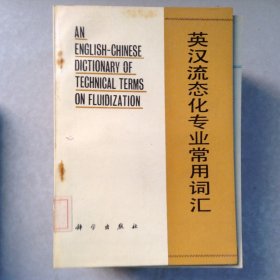 AN
ENGLISH-CHINESE
DICTIONARY OF
TECHNICAL TERMS
ON FLUIDIZATION
英汉流态化专业常用词汇
科学出版社